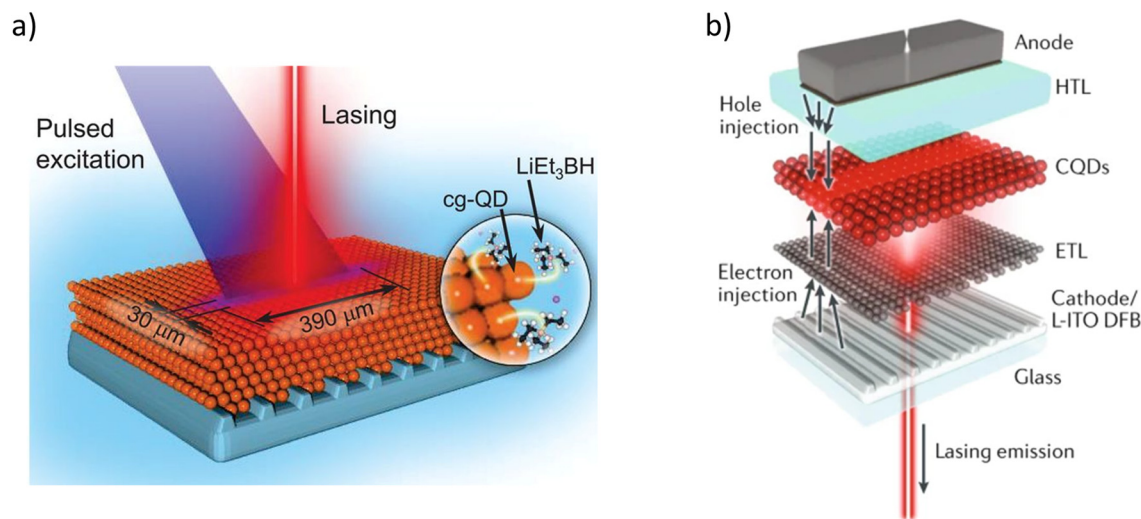 a)
Pulsed
excitation
Lasing
LiEt₃BH
cg-QD
30 μm
390 μm
b)
Anode
HTL
Hole
injection
CQDs
ETL
Electron
injection
Cathode/
L-ITO DFB
Glass
Lasing emission